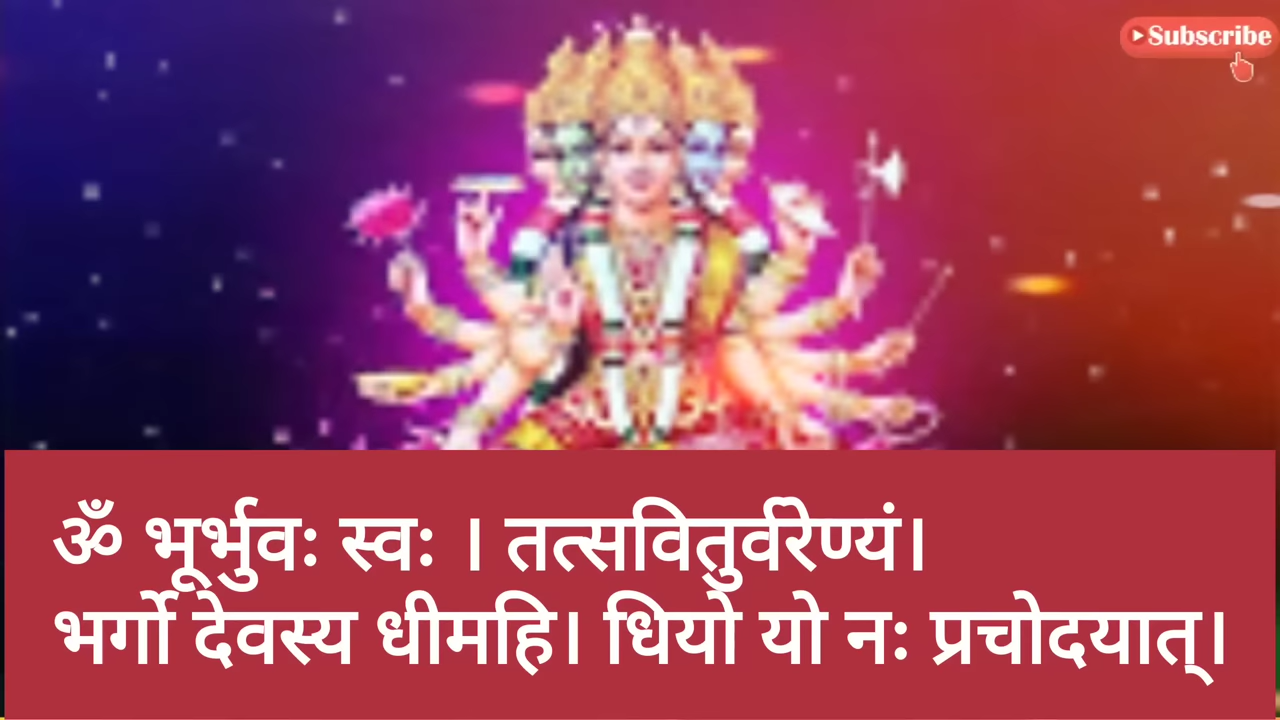 Subscribe
ॐ भूर्भुवः स्वः । तत्सवितुर्वरेण्यं।
भर्गो देवस्य धीमहि। धियो यो नः प्रचोदयात्।